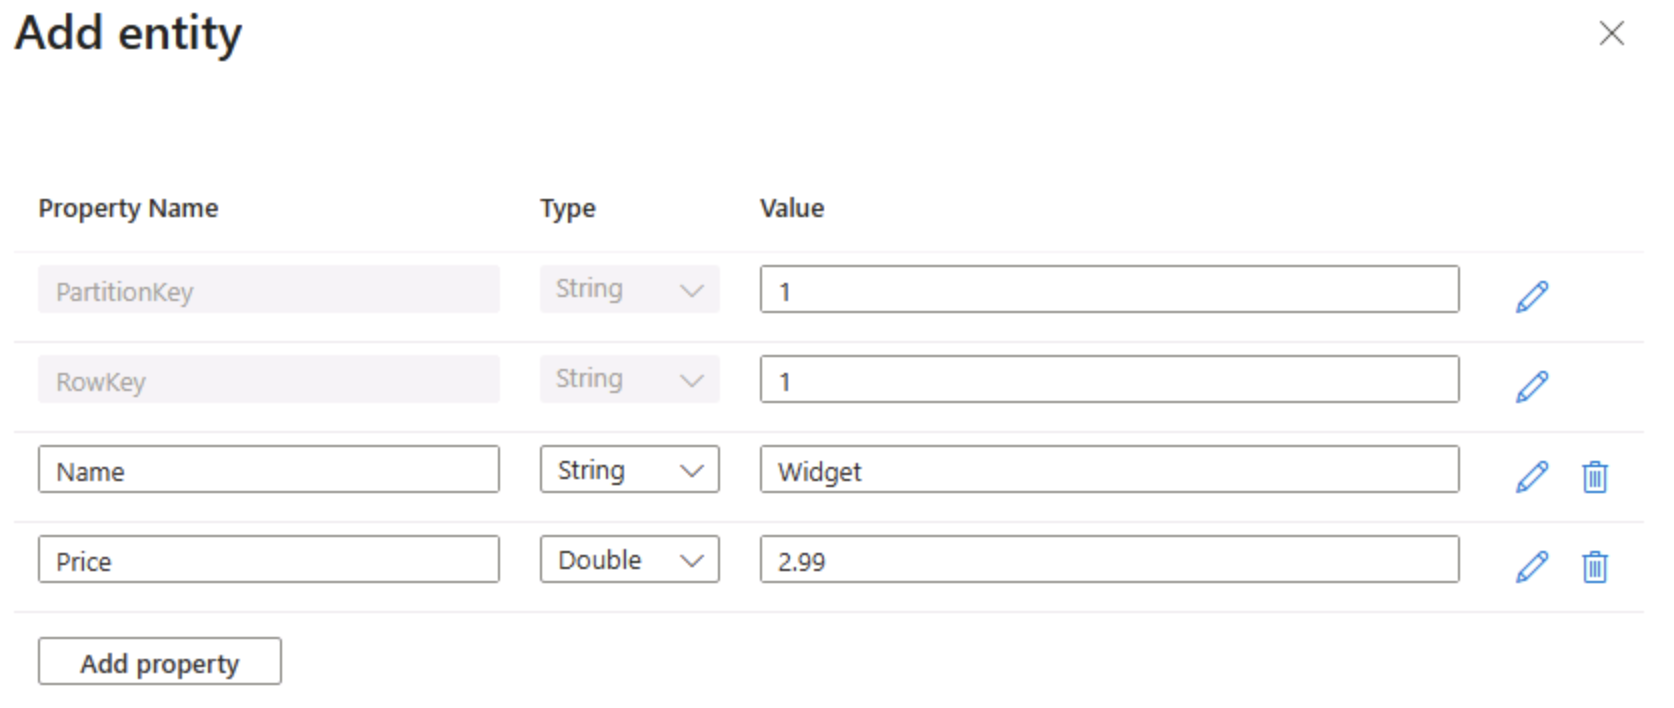 Add entity
Property Name Type Value
PartitionKey String 1
RowKey String 1
Name String Widget
Price Double 2.99
Add property